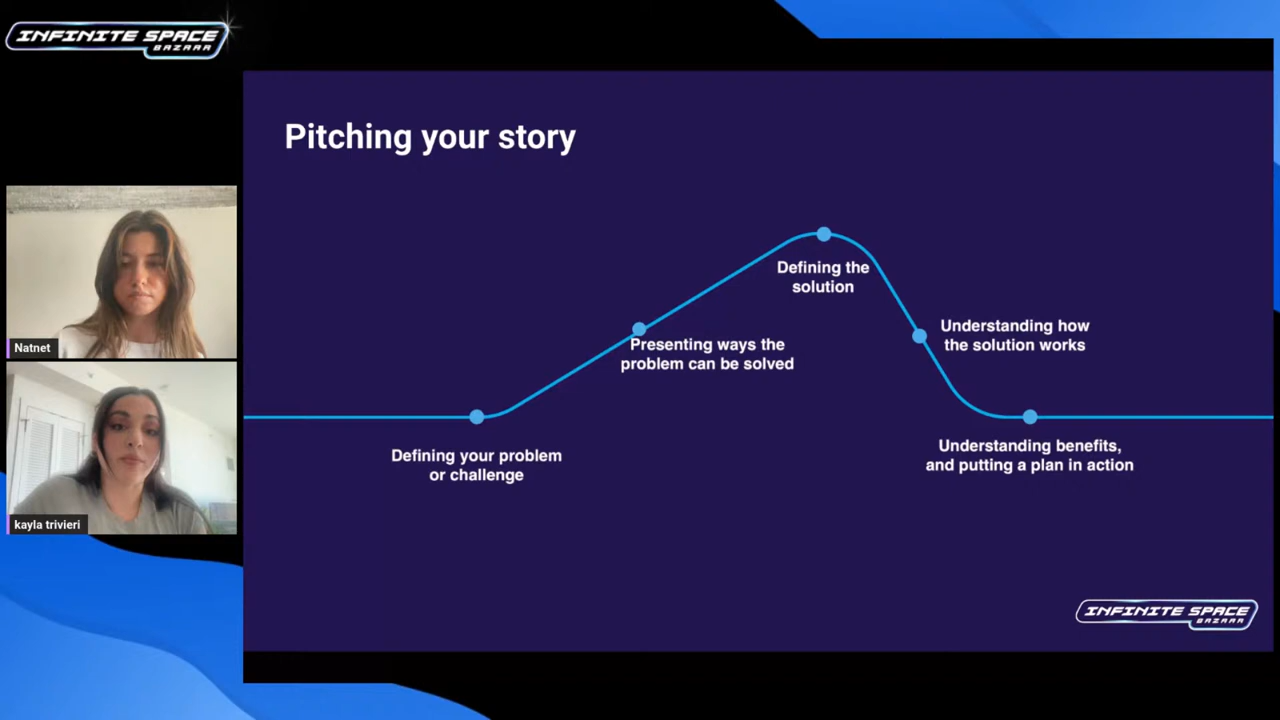 INFINITE SPACE
BAZAAR
Pitching your story
Natnet
kayla trivieri
Defining the
solution
Presenting ways the
problem can be solved
Understanding how
the solution works
Defining your problem
or challenge
Understanding benefits,
and putting a plan in action
INFINITE SPACE
BAZAAR